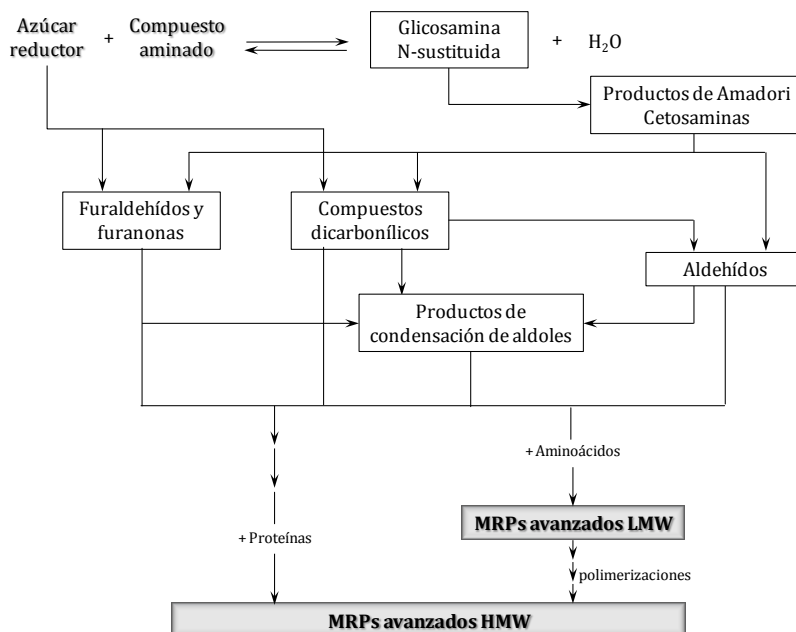 Azúcar
reductor
+
Compuesto
aminado
Glicosamina
N-sustituida
+
H₂O
Productos de Amadori
Cetosaminas
Furaldehídos y
furanonas
Compuestos
dicarbonílicos
Aldehídos
Productos de
condensación de aldoles
+ Aminoácidos
MRPs avanzados LMW
+ Proteínas
polimerizaciones
MRPs avanzados HMW